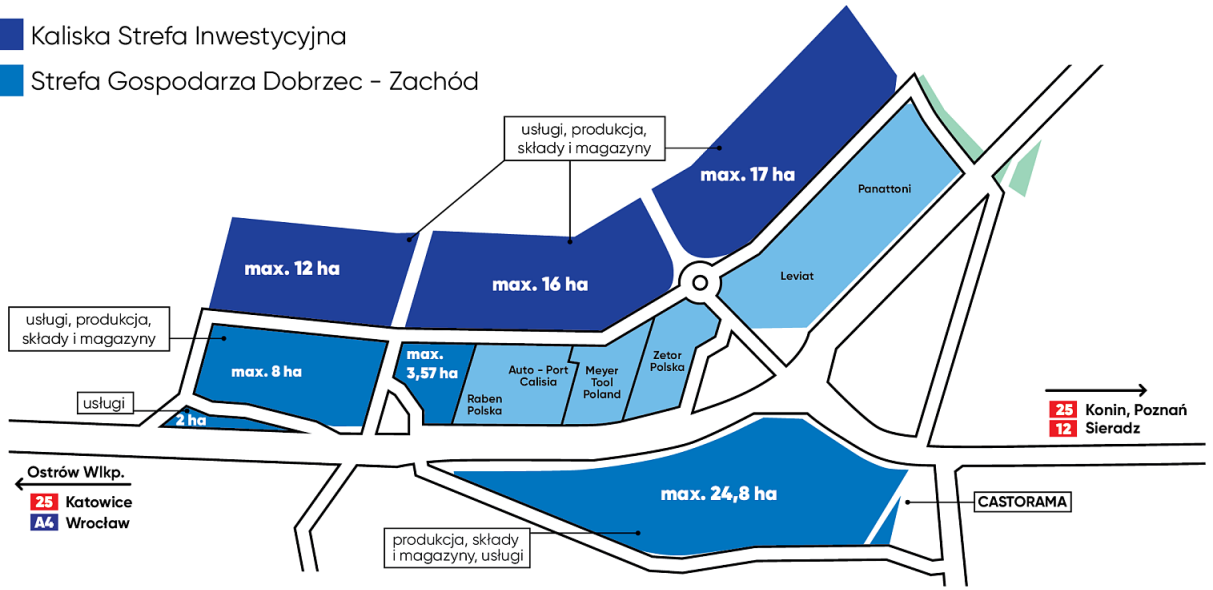 Kaliska Strefa Inwestycyjna
Strefa Gospodarza Dobrzec - Zachód
usługi, produkcja,
składy i magazyny
max. 17 ha
Panattoni
max. 12 ha
max. 16 ha
Leviat
usługi, produkcja,
składy i magazyny
max. 8 ha
max.
3,57 ha
Raben
Polska
Auto - Port
Calisia
Meyer
Tool
Poland
Zetor
Polska
usługi
2 ha
25 Konin, Poznań
12 Sieradz
Ostrów Wlkp.
25 Katowice
A4 Wrocław
max. 24,8 ha
CASTORAMA
produkcja, składy
i magazyny, usługi